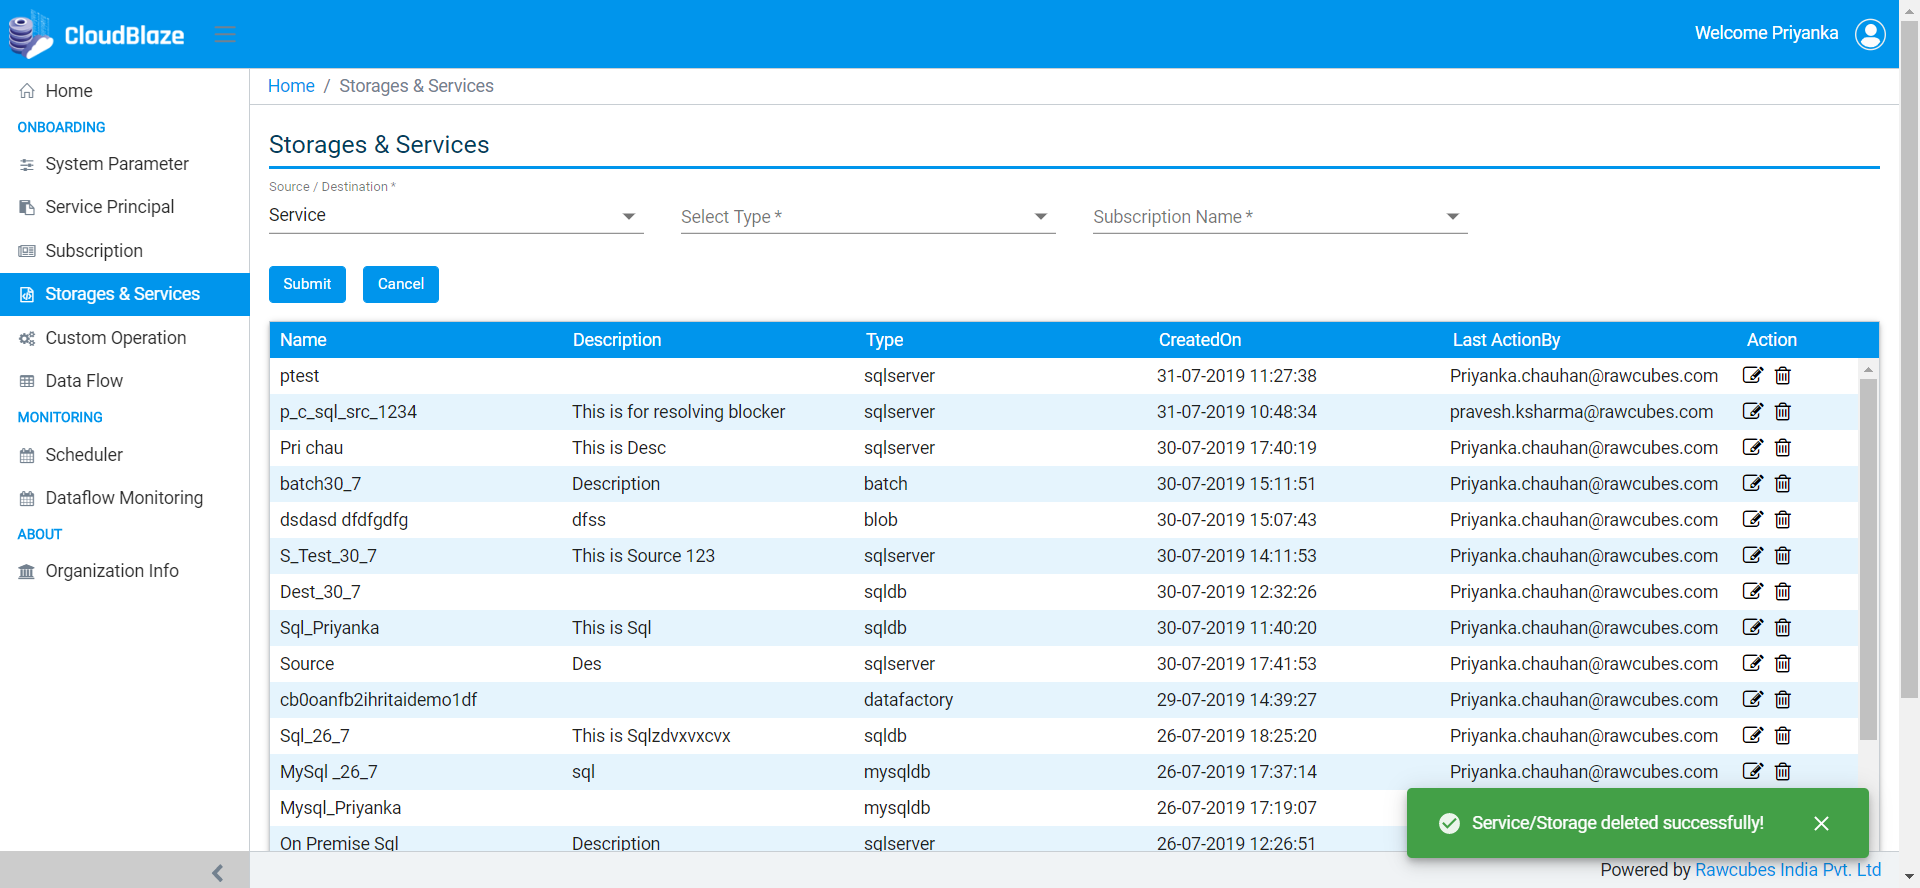 CloudBlaze
Welcome Priyanka
Home
ONBOARDING
System Parameter
Service Principal
Subscription
Storages & Services
Custom Operation
Data Flow
MONITORING
Scheduler
Dataflow Monitoring
ABOUT
Organization Info
Home / Storages & Services
Storages & Services
Source / Destination *
Service
Select Type *
Subscription Name *
Submit Cancel
Name Description Type CreatedOn Last ActionBy Action
ptest sqlserver 31-07-2019 11:27:38 Priyanka.chauhan@rawcubes.com
p_c_sql_src_1234 This is for resolving blocker sqlserver 31-07-2019 10:48:34 pravesh.ksharma@rawcubes.com
Pri chau This is Desc sqlserver 30-07-2019 17:40:19 Priyanka.chauhan@rawcubes.com
batch30_7 Description batch 30-07-2019 15:11:51 Priyanka.chauhan@rawcubes.com
dsdasd dfdfgdfg dfss blob 30-07-2019 15:07:43 Priyanka.chauhan@rawcubes.com
S_Test_30_7 This is Source 123 sqlserver 30-07-2019 14:11:53 Priyanka.chauhan@rawcubes.com
Dest_30_7 sqldb 30-07-2019 12:32:26 Priyanka.chauhan@rawcubes.com
Sql_Priyanka This is Sql sqldb 30-07-2019 11:40:20 Priyanka.chauhan@rawcubes.com
Source Des sqlserver 30-07-2019 17:41:53 Priyanka.chauhan@rawcubes.com
cb0oanfb2ihritaidemo1df datafactory 29-07-2019 14:39:27 Priyanka.chauhan@rawcubes.com
Sql_26_7 This is Sqlzdvxvxcvx sqldb 26-07-2019 18:25:20 Priyanka.chauhan@rawcubes.com
MySql _26_7 sql mysqldb 26-07-2019 17:37:14 Priyanka.chauhan@rawcubes.com
Mysql_Priyanka mysqldb 26-07-2019 17:19:07
On Premise Sql Description sqlserver 26-07-2019 12:26:51
Service/Storage deleted successfully!
Powered by Rawcubes India Pvt. Ltd